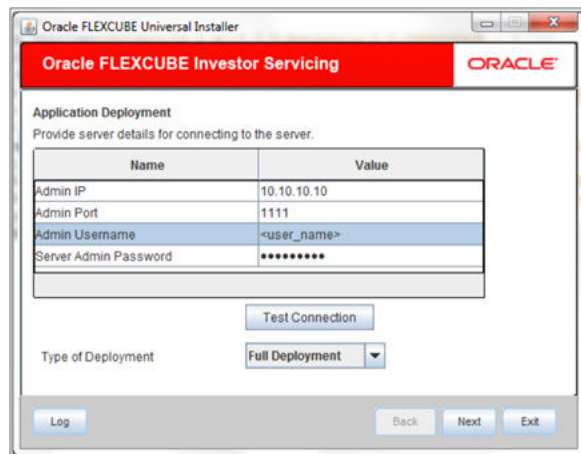 Oracle FLEXCUBE Universal Installer
Oracle FLEXCUBE Investor Servicing ORACLE
Application Deployment
Provide server details for connecting to the server.
Name Value
Admin IP 10.10.10.10
Admin Port 1111
Admin Username <user_name>
Server Admin Password •••••••••
Test Connection
Type of Deployment Full Deployment
Log Back Next Exit